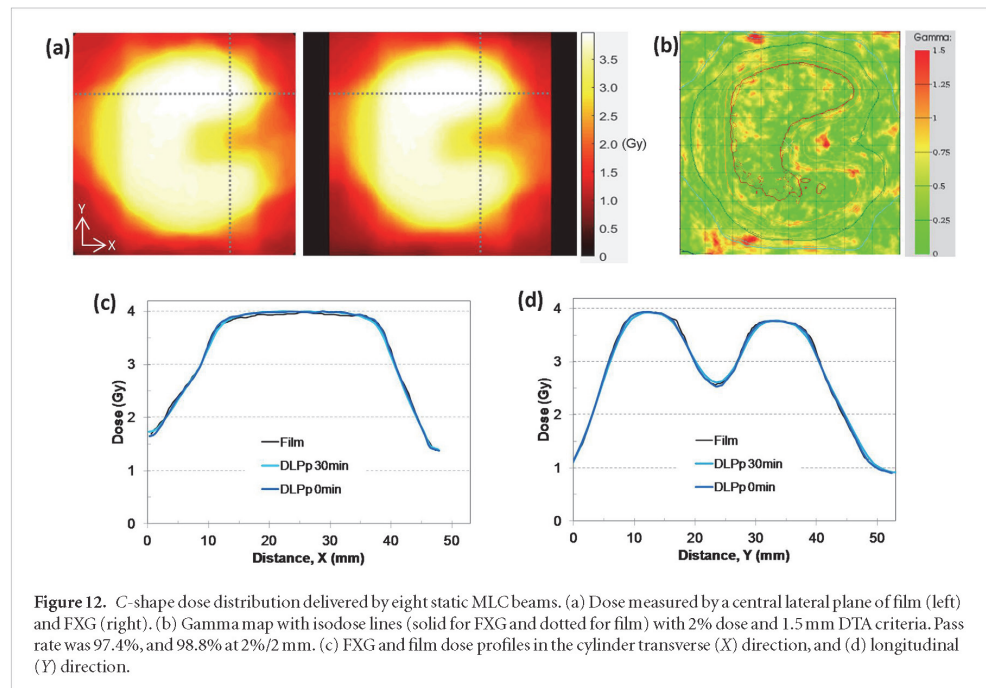 (a)
Y
X
3.5
3.0
2.5
2.0 (Gy)
1.5
1.0
0.5
0
(b)
Gamma:
1.5
1.25
1
0.75
0.5
0.25
0
(c)
4
3
2
1
0
Dose (Gy)
Film
DLPp 30min
DLPp 0min
0 10 20 30 40 50
Distance, X (mm)
(d)
4
3
2
1
0
Dose (Gy)
Film
DLPp 30min
DLPp 0min
0 10 20 30 40 50
Distance, Y (mm)
Figure 12. C-shape dose distribution delivered by eight static MLC beams. (a) Dose measured by a central lateral plane of film (left)
and FXG (right). (b) Gamma map with isodose lines (solid for FXG and dotted for film) with 2% dose and 1.5 mm DTA criteria. Pass
rate was 97.4%, and 98.8% at 2%/2 mm. (c) FXG and film dose profiles in the cylinder transverse (X) direction, and (d) longitudinal
(Y) direction.